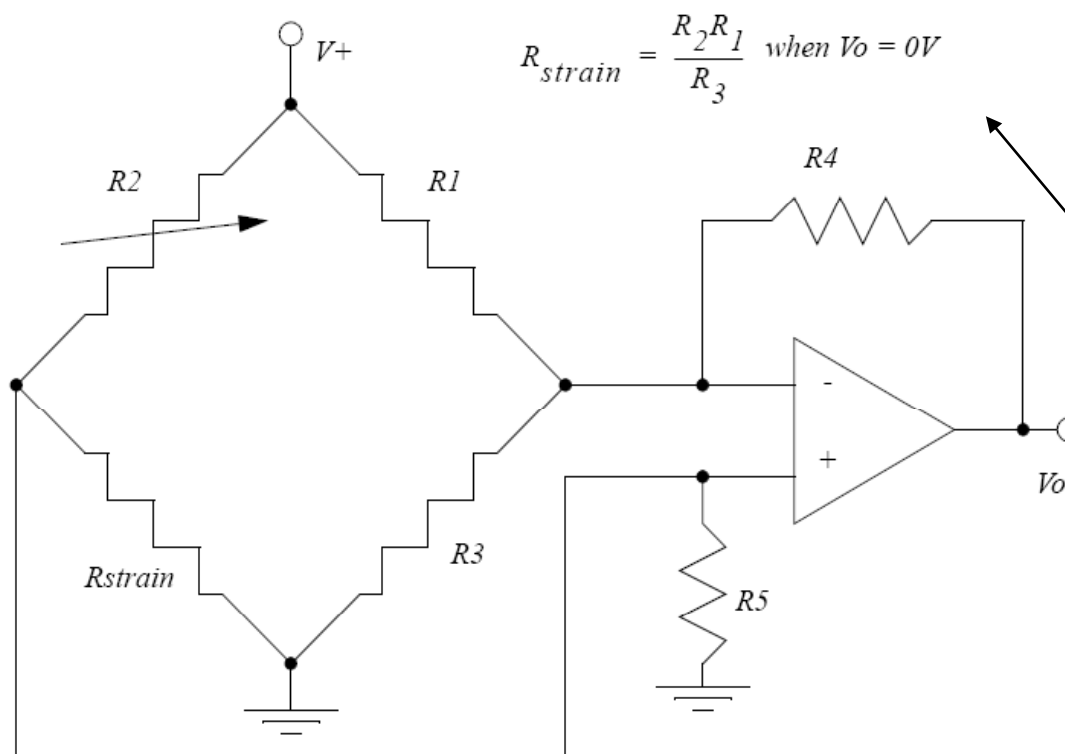 V+
R_strain = R_2R_1 / R_3 when Vo = 0V
R4
R2
R1
-
+
Vo
Rstrain
R3
R5